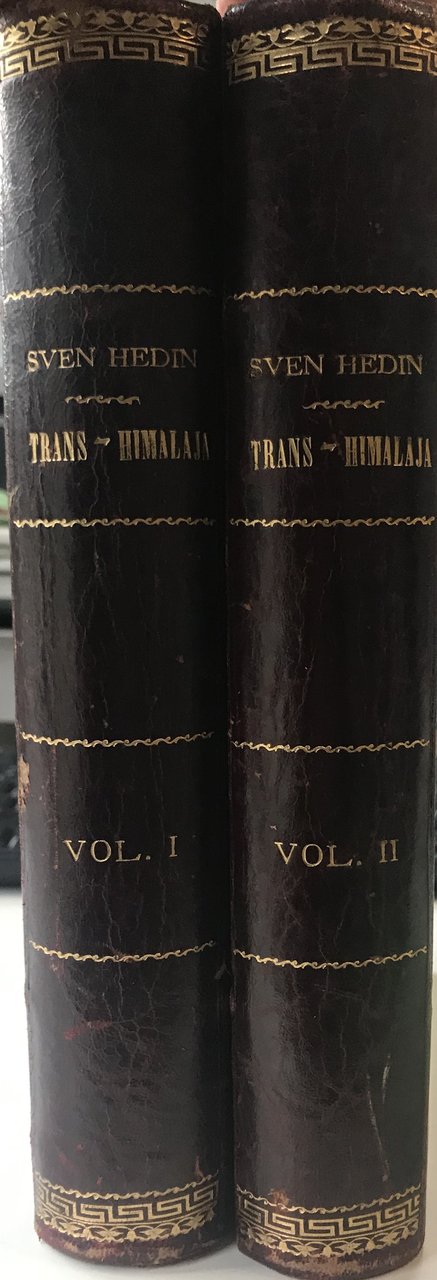 SVEN HEDIN
TRANS - HIMALAJA
VOL. I
SVEN HEDIN
TRANS - HIMALAJA
VOL. II